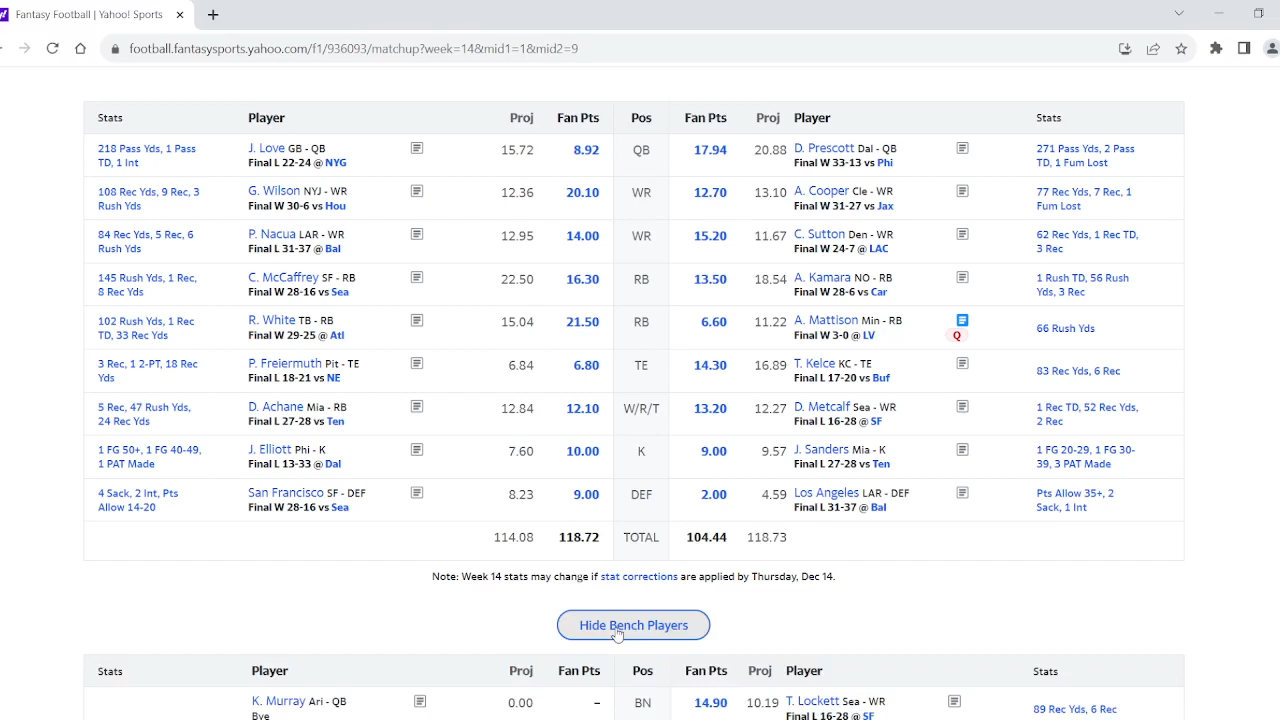 Fantasy Football | Yahoo! Sports
football.fantasysports.yahoo.com/f1/936093/matchup?week=14&mid1=1&mid2=9
Stats Player Proj Fan Pts Pos Fan Pts Proj Player Stats
218 Pass Yds, 1 Pass J. Love GB - QB 15.72 8.92 QB 17.94 20.88 D. Prescott Dal - QB 271 Pass Yds, 2 Pass
TD, 1 Int Final L 22-24 @ NYG Final W 33-13 vs Phi TD, 1 Fum Lost
108 Rec Yds, 9 Rec, 3 G. Wilson NYJ - WR 12.36 20.10 WR 12.70 13.10 A. Cooper Cle - WR 77 Rec Yds, 7 Rec, 1
Rush Yds Final W 30-6 vs Hou Final W 31-27 vs Jax Fum Lost
84 Rec Yds, 5 Rec, 6 P. Nacua LAR - WR 12.95 14.00 WR 15.20 11.67 C. Sutton Den - WR 62 Rec Yds, 1 Rec TD,
Rush Yds Final L 31-37 @ Bal Final W 24-7 @ LAC 3 Rec
145 Rush Yds, 1 Rec, C. McCaffrey SF - RB 22.50 16.30 RB 13.50 18.54 A. Kamara NO - RB 1 Rush TD, 56 Rush
8 Rec Yds Final W 28-16 vs Sea Final W 28-6 vs Car Yds, 3 Rec
102 Rush Yds, 1 Rec R. White TB - RB 15.04 21.50 RB 6.60 11.22 A. Mattison Min - RB 66 Rush Yds
TD, 33 Rec Yds Final W 29-25 @ Atl Final W 3-0 @ LV Q
3 Rec, 1 2-PT, 18 Rec P. Freiermuth Pit - TE 6.84 6.80 TE 14.30 16.89 T. Kelce KC - TE 83 Rec Yds, 6 Rec
Yds Final L 18-21 vs NE Final L 17-20 vs Buf
5 Rec, 47 Rush Yds, D. Achane Mia - RB 12.84 12.10 W/R/T 13.20 12.27 D. Metcalf Sea - WR 1 Rec TD, 52 Rec Yds,
24 Rec Yds Final L 27-28 vs Ten Final L 16-28 @ SF 2 Rec
1 FG 50+, 1 FG 40-49, J. Elliott Phi - K 7.60 10.00 K 9.00 9.57 J. Sanders Mia - K 1 FG 20-29, 1 FG 30-
1 PAT Made Final L 13-33 @ Dal Final L 27-28 vs Ten 39, 3 PAT Made
4 Sack, 2 Int, Pts San Francisco SF - DEF 8.23 9.00 DEF 2.00 4.59 Los Angeles LAR - DEF Pts Allow 35+, 2
Allow 14-20 Final W 28-16 vs Sea Final L 31-37 @ Bal Sack, 1 Int
114.08 118.72 TOTAL 104.44 118.73
Note: Week 14 stats may change if stat corrections are applied by Thursday, Dec 14.
Hide Bench Players
Stats Player Proj Fan Pts Pos Fan Pts Proj Player Stats
K. Murray Ari - QB 0.00 – BN 14.90 10.19 T. Lockett Sea - WR 89 Rec Yds, 6 Rec
Bye Final L 16-28 @ SF